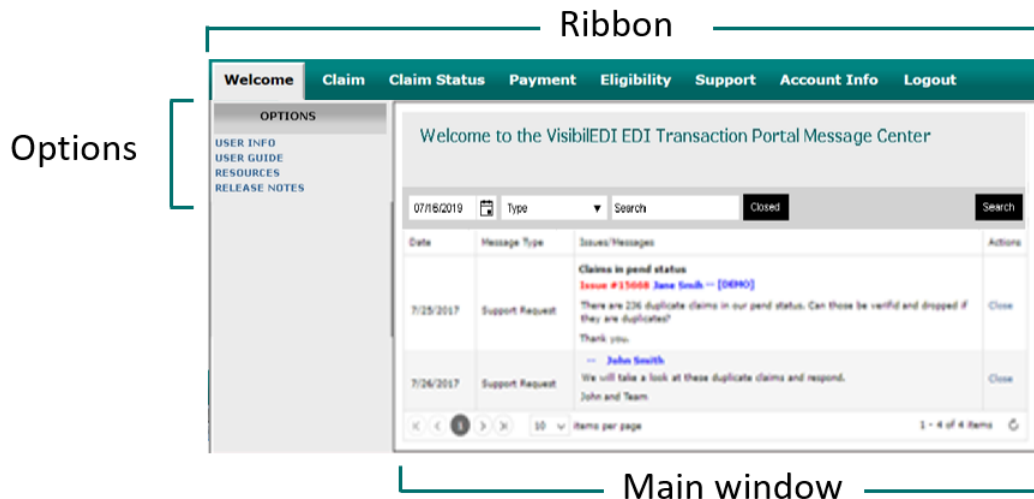 Ribbon
Welcome Claim Claim Status Payment Eligibility Support Account Info Logout
Options
OPTIONS
USER INFO
USER GUIDE
RESOURCES
RELEASE NOTES
Welcome to the VisibilEDI EDI Transaction Portal Message Center
07/16/2019 Type Search Closed Search
Date Message Type Issues/Messages Actions
Claims in pend status
Issue #15668 Jane Smih -- [DEMO]
7/25/2017 Support Request There are 236 duplicate claims in our pend status. Can those be verifid and dropped if Close
they are duplicates?
Thank you.
-- John Smith
7/26/2017 Support Request We will take a look at these duplicate claims and respond. Close
John and Team
1 10 items per page 1 - 4 of 4 items
Main window